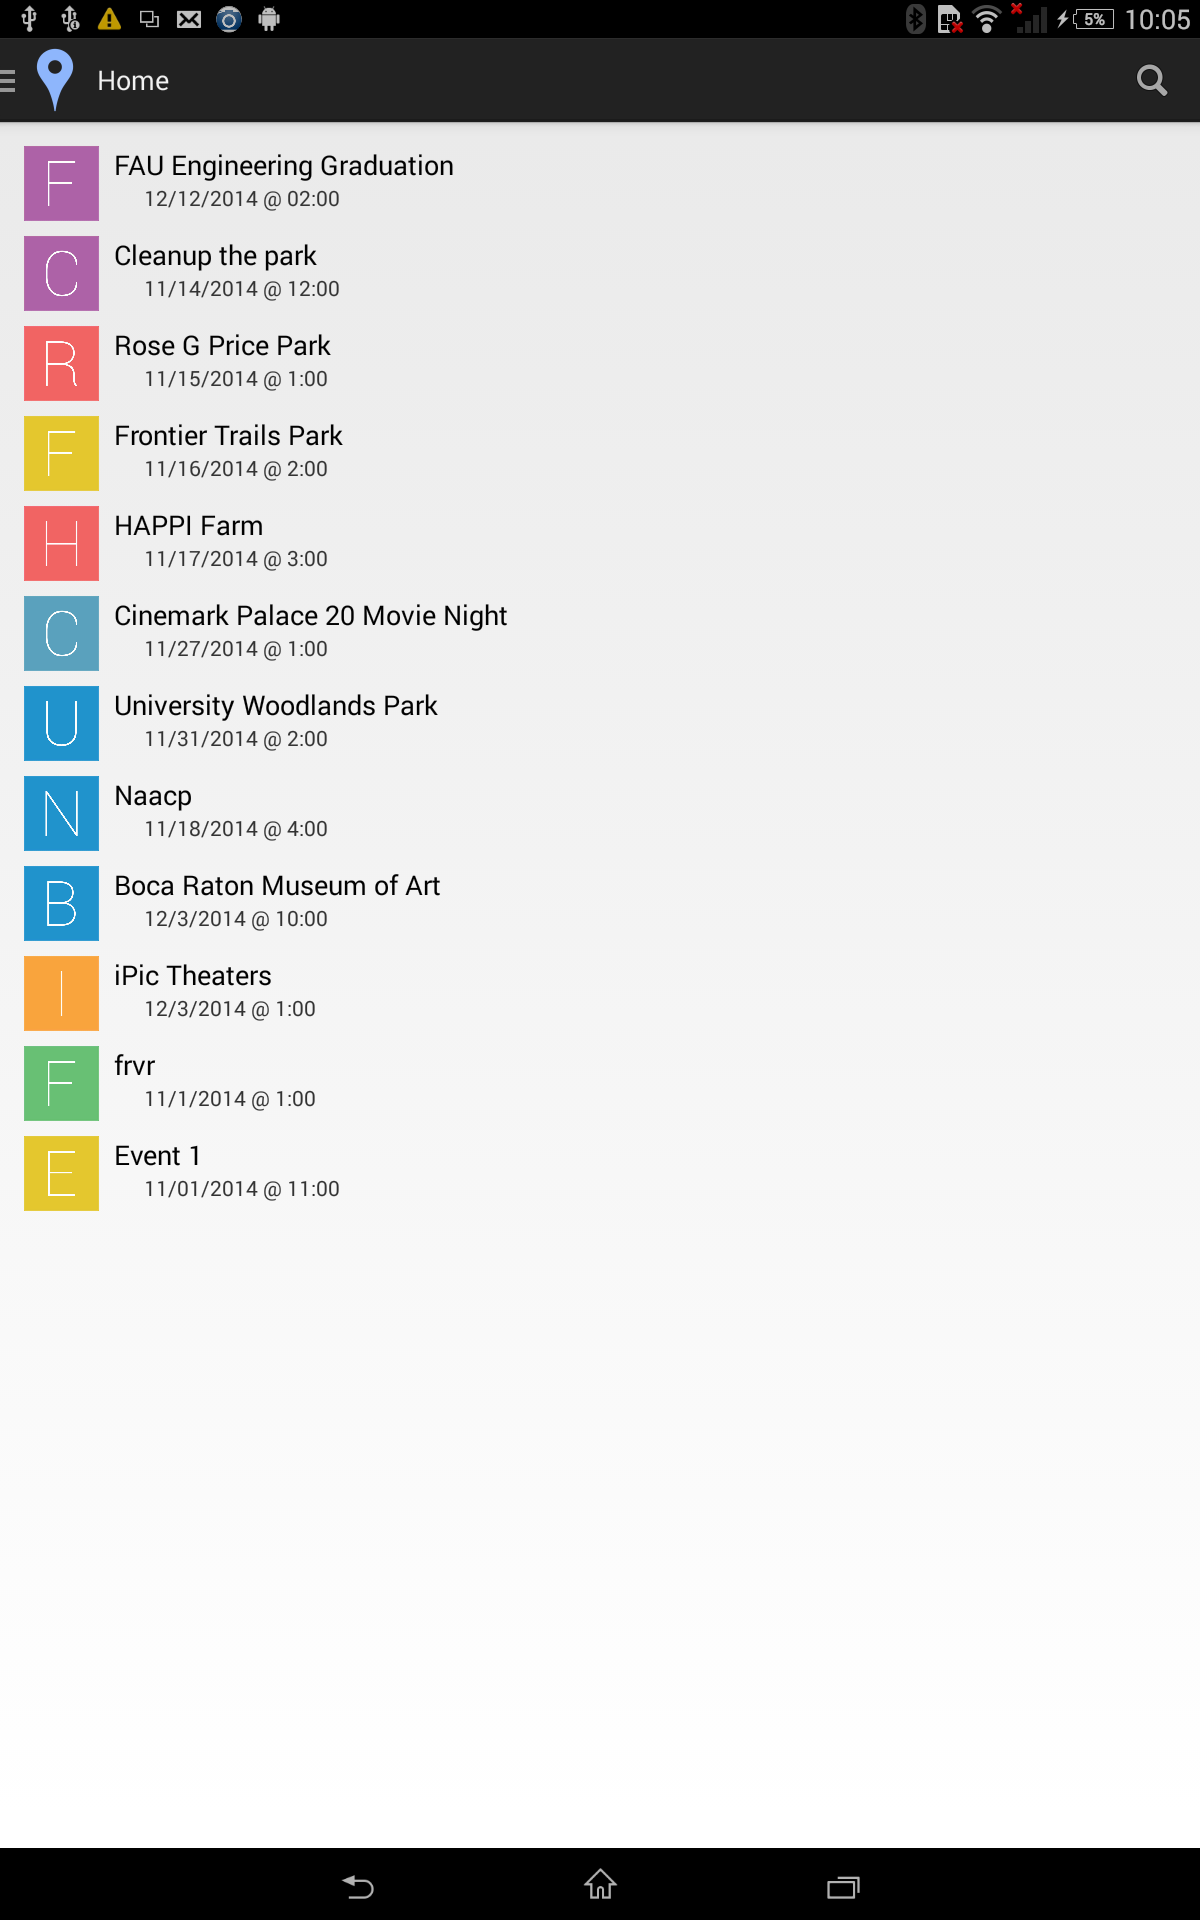 5% 10:05
Home
F FAU Engineering Graduation
12/12/2014 @ 02:00
C Cleanup the park
11/14/2014 @ 12:00
R Rose G Price Park
11/15/2014 @ 1:00
F Frontier Trails Park
11/16/2014 @ 2:00
H HAPPI Farm
11/17/2014 @ 3:00
C Cinemark Palace 20 Movie Night
11/27/2014 @ 1:00
U University Woodlands Park
11/31/2014 @ 2:00
N Naacp
11/18/2014 @ 4:00
B Boca Raton Museum of Art
12/3/2014 @ 10:00
I iPic Theaters
12/3/2014 @ 1:00
F frvr
11/1/2014 @ 1:00
E Event 1
11/01/2014 @ 11:00